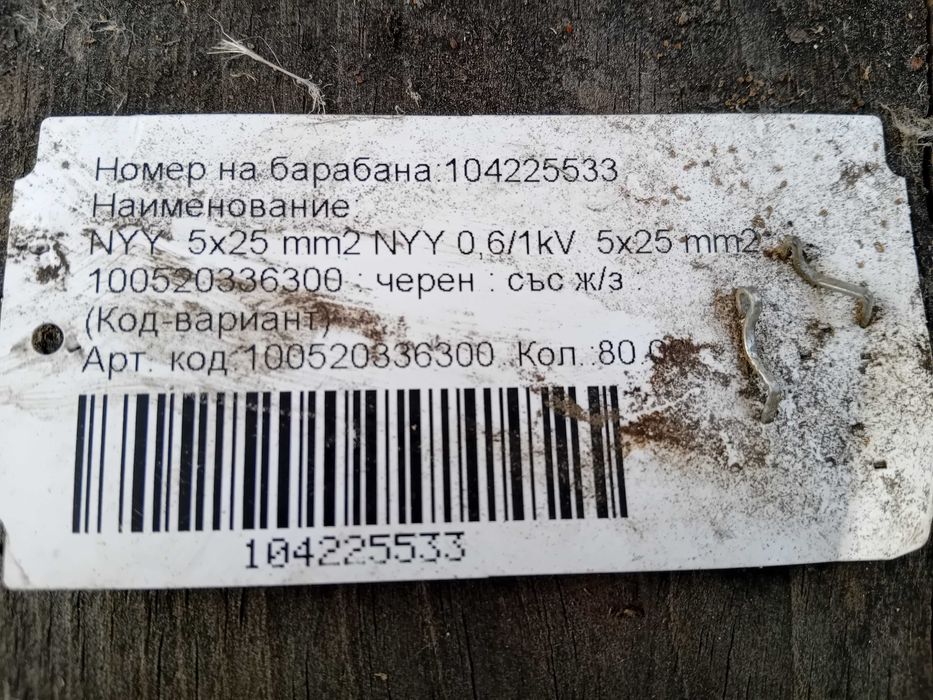 Номер на барабана:104225533
Наименование:
NYY 5x25 mm2 NYY 0,6/1kV 5x25 mm2
100520336300 : черен : със ж/з :
(Код-вариант)
Арт. код:100520336300 Кол.:80.0
104225533